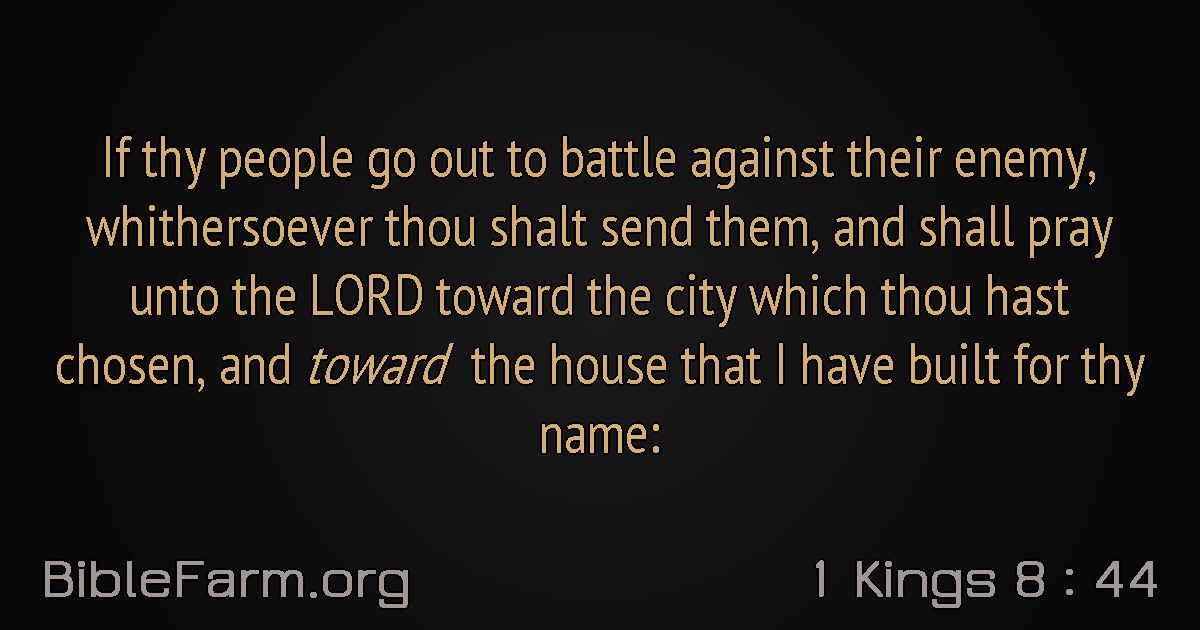 If thy people go out to battle against their enemy,
whithersoever thou shalt send them, and shall pray
unto the LORD toward the city which thou hast
chosen, and toward the house that I have built for thy
name:
BibleFarm.org
1 Kings 8 : 44